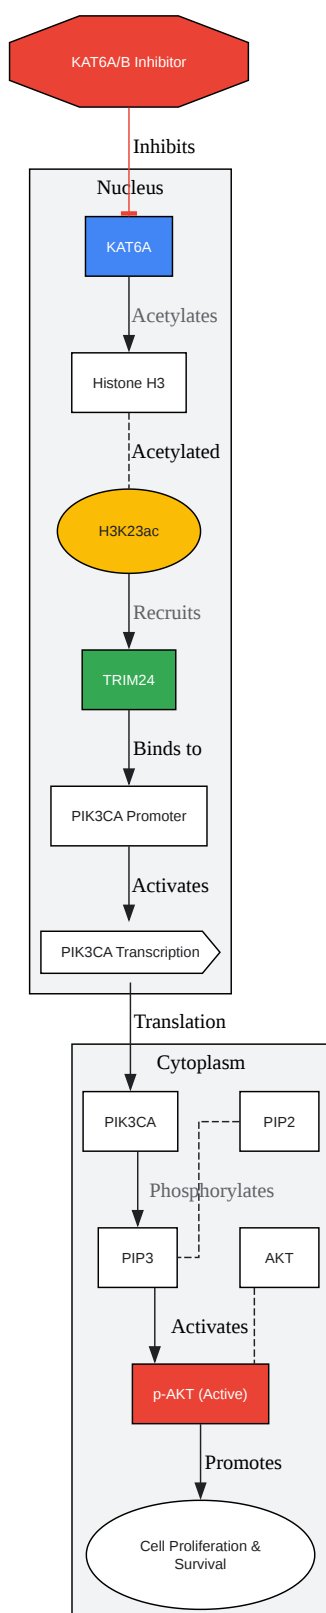 KAT6A/B Inhibitor
Inhibits
Nucleus
KAT6A
Acetylates
Histone H3
Acetylated
H3K23ac
Recruits
TRIM24
Binds to
PIK3CA Promoter
Activates
PIK3CA Transcription
Translation
Cytoplasm
PIK3CA
PIP2
Phosphorylates
PIP3
AKT
Activates
p-AKT (Active)
Promotes
Cell Proliferation &
Survival